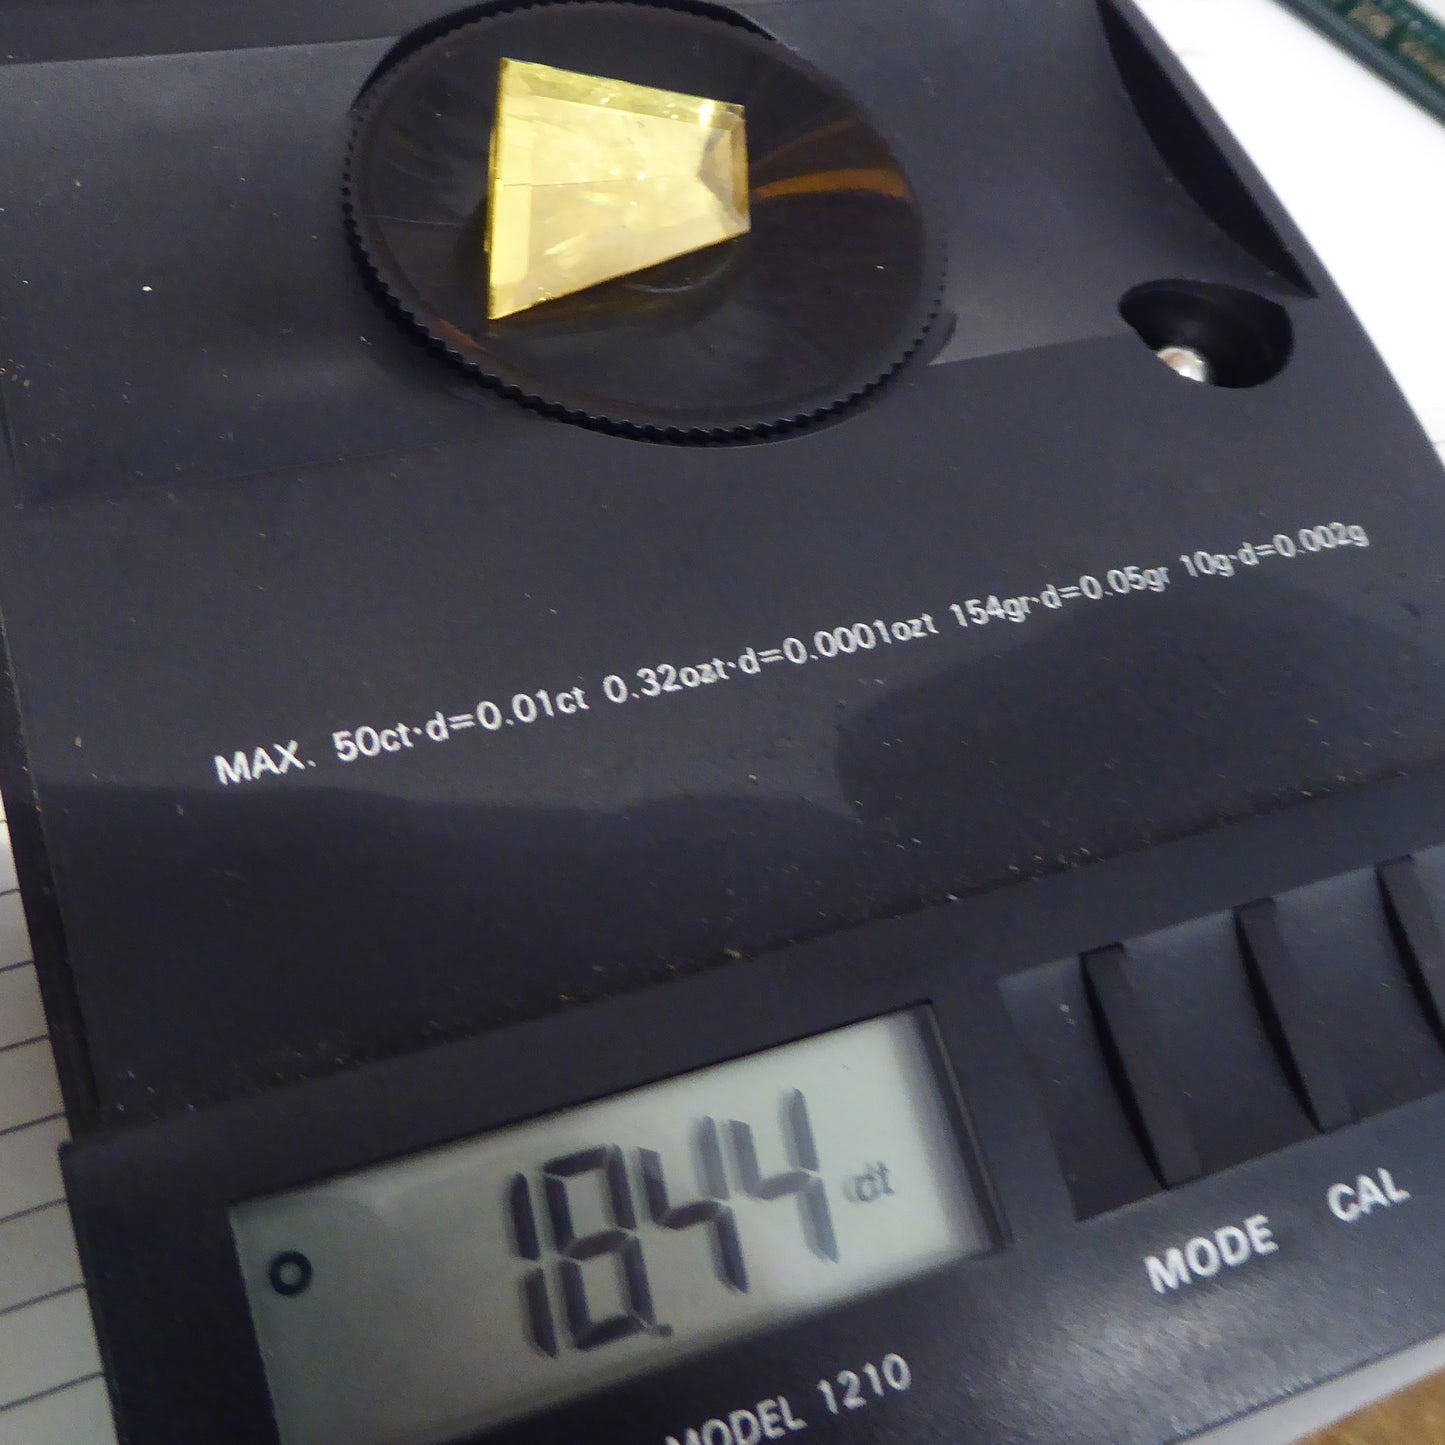 MAX. 50ct·d=0.01ct 0.32ozt·d=0.0001ozt 154gr·d=0.05gr 10g·d=0.002g
18.44 ct
MODE CAL
MODEL 1210